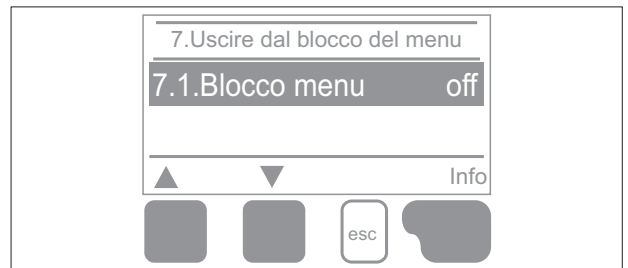 7.Uscire dal blocco del menu
7.1.Blocco menu off
Info
esc